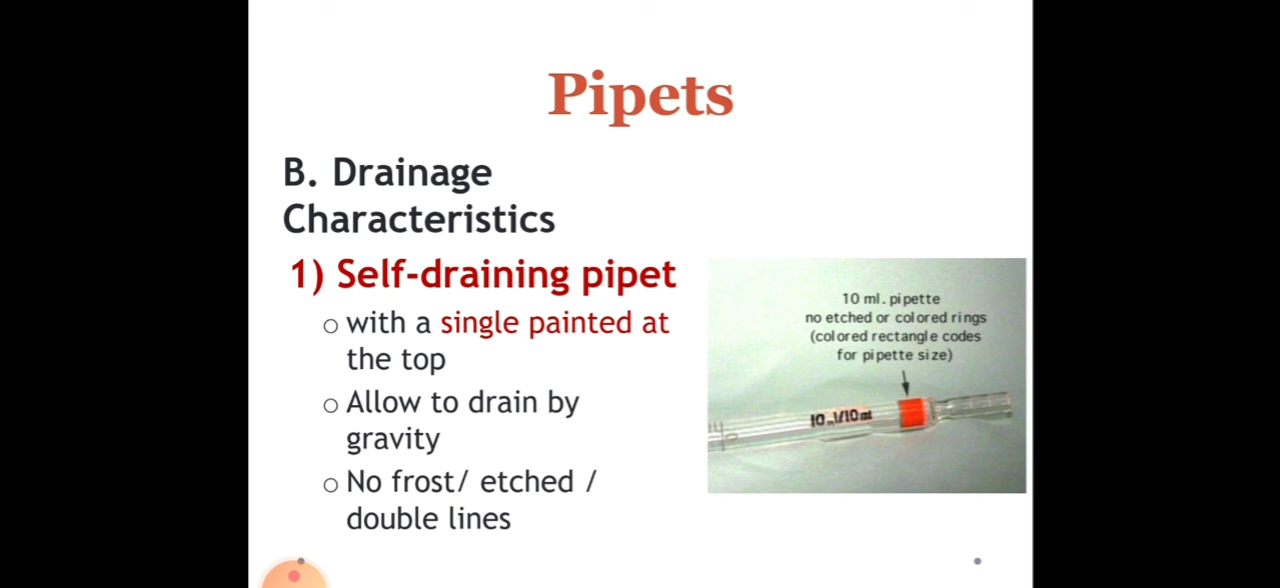 Pipets
B. Drainage
Characteristics
1) Self-draining pipet
o with a single painted at
the top
o Allow to drain by
gravity
o No frost/ etched /
double lines
10 ml. pipette
no etched or colored rings
(colored rectangle codes
for pipette size)
10 in 1/10 ml